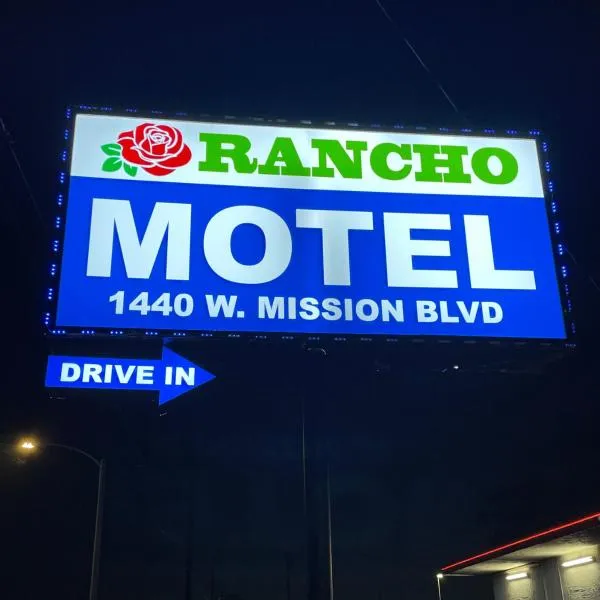 RANCHO
MOTEL
1440 W. MISSION BLVD
DRIVE IN